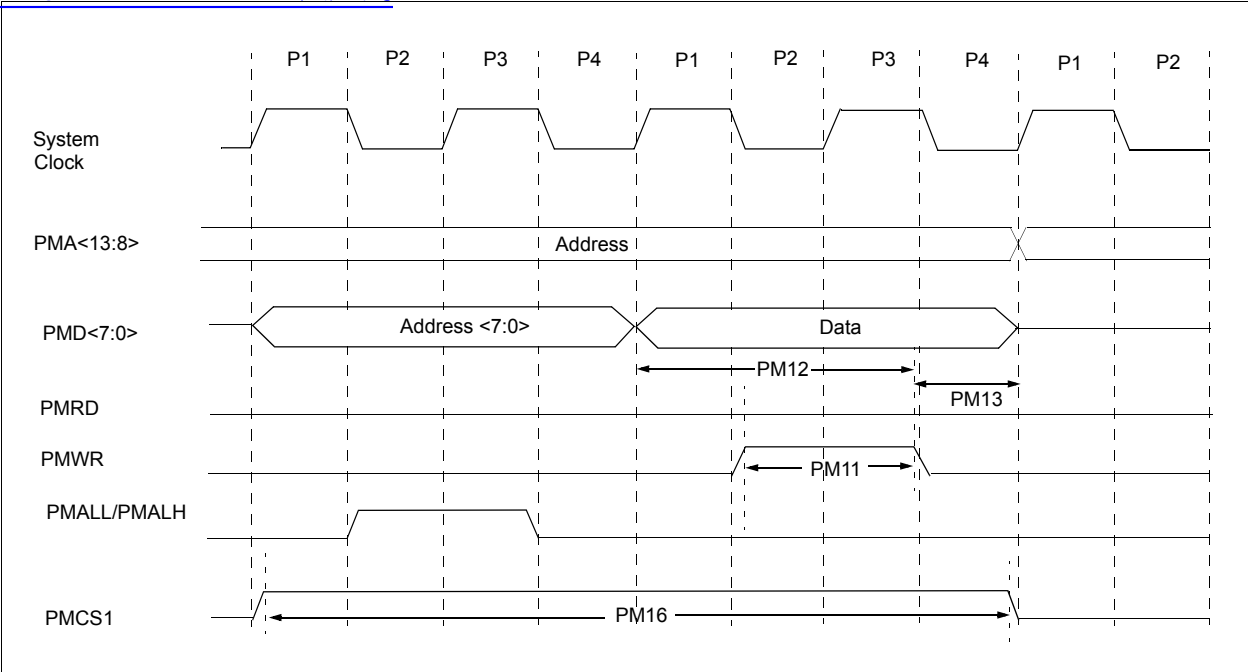 P1 P2 P3 P4 P1 P2 P3 P4 P1 P2
System
Clock
PMA<13:8>
Address
PMD<7:0>
Address <7:0>
Data
PM12
PM13
PMRD
PMWR
PM11
PMALL/PMALH
PMCS1
PM16